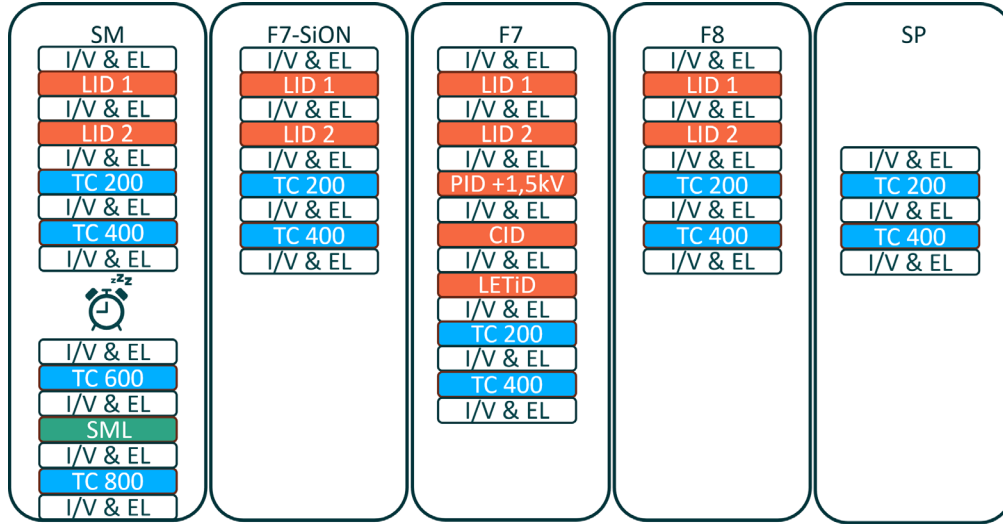 SM
I/V & EL
LID 1
I/V & EL
LID 2
I/V & EL
TC 200
I/V & EL
TC 400
I/V & EL
zZZ
I/V & EL
TC 600
I/V & EL
SML
I/V & EL
TC 800
I/V & EL
F7-SiON
I/V & EL
LID 1
I/V & EL
LID 2
I/V & EL
TC 200
I/V & EL
TC 400
I/V & EL
F7
I/V & EL
LID 1
I/V & EL
LID 2
I/V & EL
PID +1,5kV
I/V & EL
CID
I/V & EL
LETiD
I/V & EL
TC 200
I/V & EL
TC 400
I/V & EL
F8
I/V & EL
LID 1
I/V & EL
LID 2
I/V & EL
TC 200
I/V & EL
TC 400
I/V & EL
SP
I/V & EL
TC 200
I/V & EL
TC 400
I/V & EL